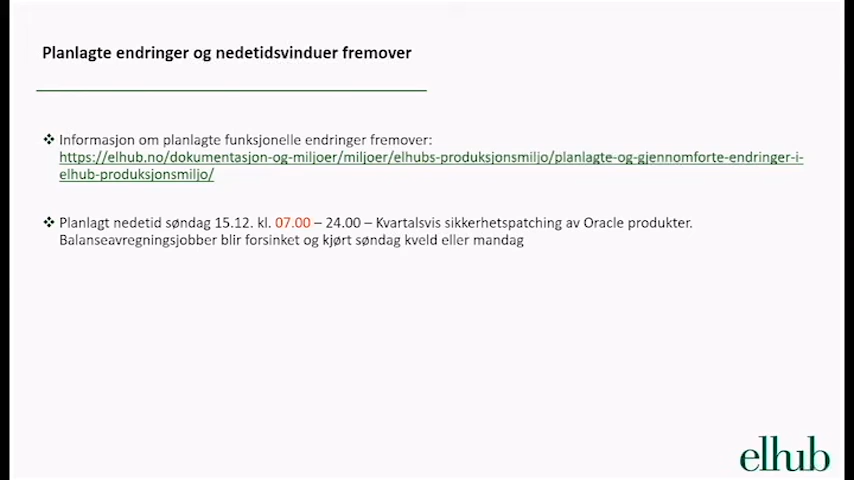 Planlagte endringer og nedetidsvinduer fremover
❖ Informasjon om planlagte funksjonelle endringer fremover:
https://elhub.no/dokumentasjon-og-miljoer/miljoer/elhubs-produksjonsmiljo/planlagte-og-gjennomforte-endringer-i-
elhub-produksjonsmiljo/
❖ Planlagt nedetid søndag 15.12. kl. 07.00 – 24.00 – Kvartalsvis sikkerhetspatching av Oracle produkter.
Balanseavregningsjobber blir forsinket og kjørt søndag kveld eller mandag
elhub